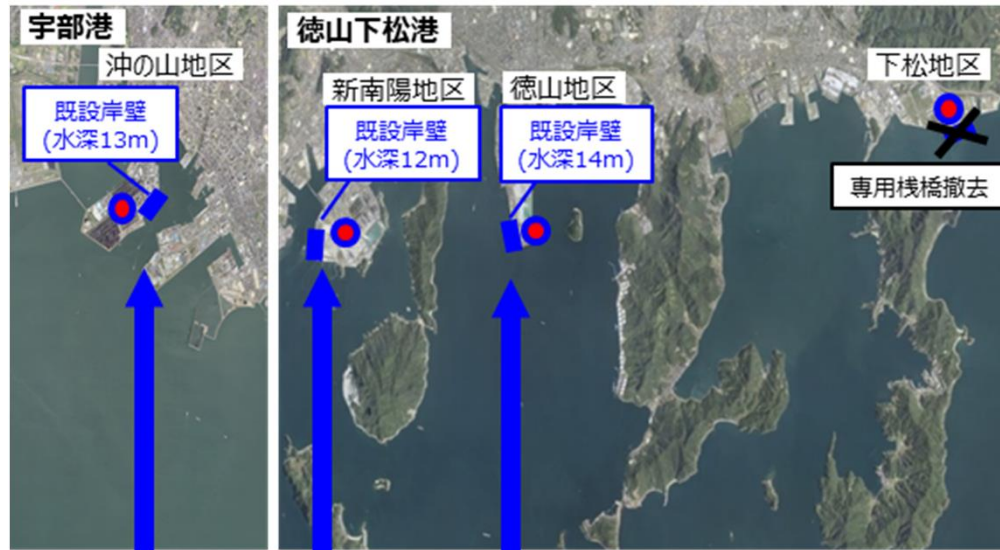 宇部港
沖の山地区
既設岸壁
(水深13m)
徳山下松港
新南陽地区
既設岸壁
(水深12m)
徳山地区
既設岸壁
(水深14m)
下松地区
専用桟橋撤去